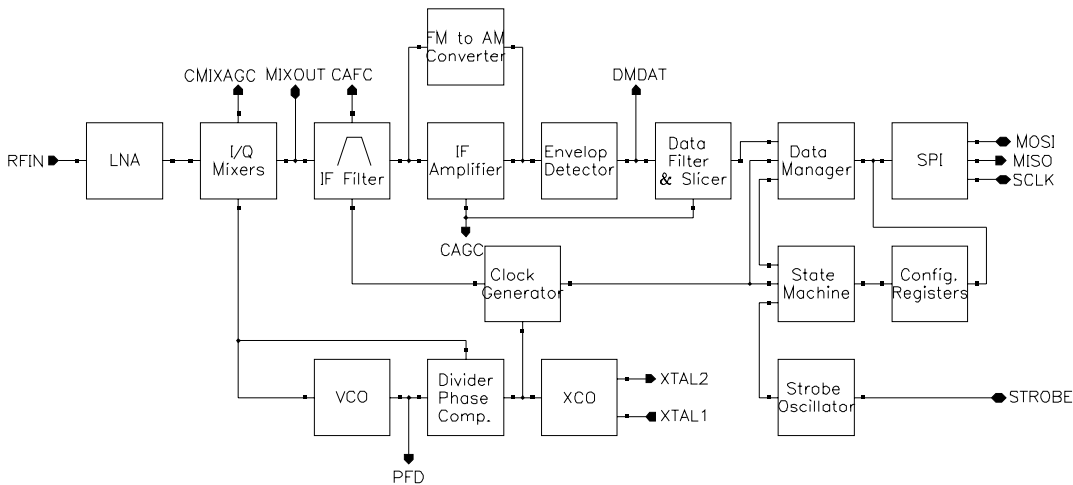 FM to AM
Converter
CMIXAGC
MIXOUT
CAFC
DMDAT
RFIN
LNA
I/Q
Mixers
IF Filter
IF
Amplifier
Envelop
Detector
Data
Filter
& Slicer
Data
Manager
SPI
MOSI
MISO
SCLK
CAGC
Clock
Generator
State
Machine
Config.
Registers
VCO
Divider
Phase
Comp.
XCO
XTAL2
XTAL1
Strobe
Oscillator
STROBE
PFD